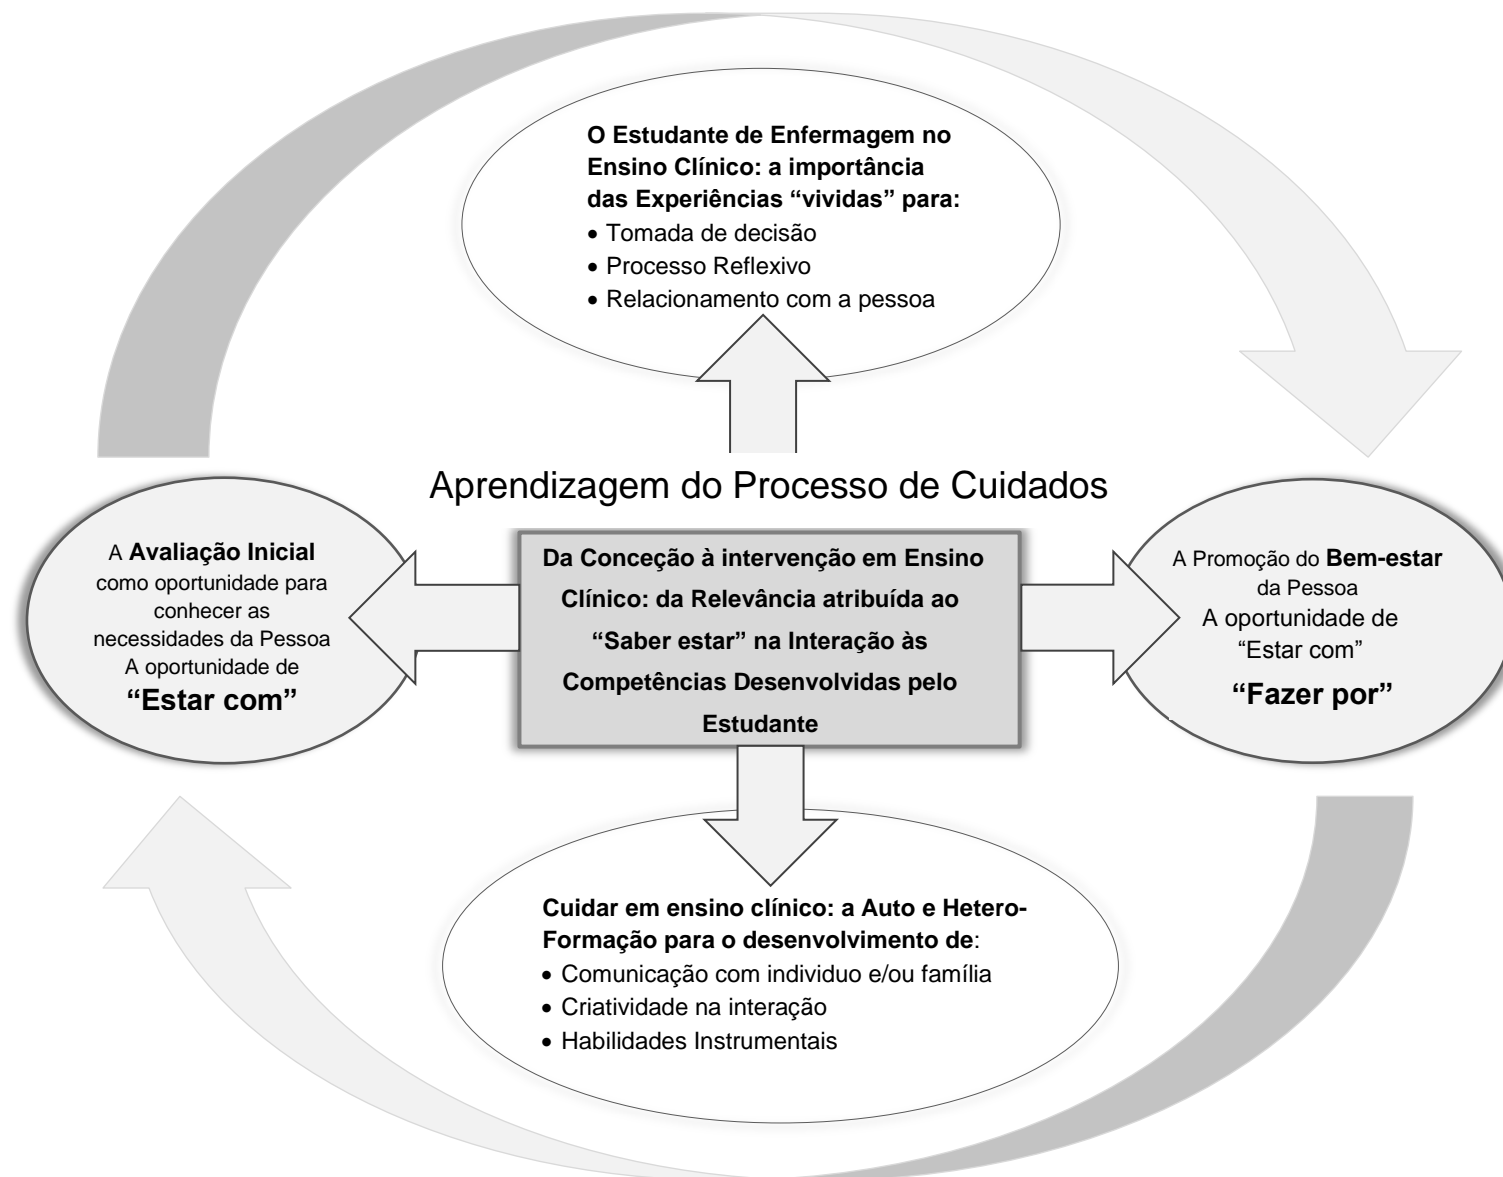 O Estudante de Enfermagem no
Ensino Clínico: a importância
das Experiências “vividas” para:
• Tomada de decisão
• Processo Reflexivo
• Relacionamento com a pessoa
Aprendizagem do Processo de Cuidados
A Avaliação Inicial
como oportunidade para
conhecer as
necessidades da Pessoa
A oportunidade de
“Estar com”
Da Conceção à intervenção em Ensino
Clínico: da Relevância atribuída ao
“Saber estar” na Interação às
Competências Desenvolvidas pelo
Estudante
A Promoção do Bem-estar
da Pessoa
A oportunidade de
“Estar com”
“Fazer por”
Cuidar em ensino clínico: a Auto e Hetero-
Formação para o desenvolvimento de:
• Comunicação com individuo e/ou família
• Criatividade na interação
• Habilidades Instrumentais